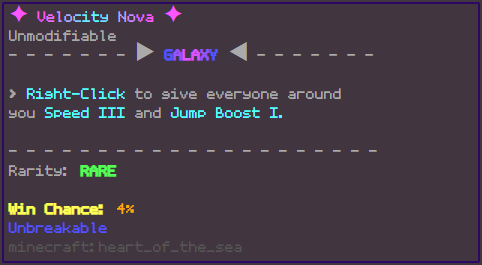 ✦ Velocity Nova ✦
Unmodifiable
- - - - - - - ▶ GALAXY ◀ - - - - - - -
> Right-Click to give everyone around
you Speed III and Jump Boost I.
- - - - - - - - - - - - - - - - - - - - - -
Rarity: RARE
Win Chance: 4%
Unbreakable
minecraft:heart_of_the_sea